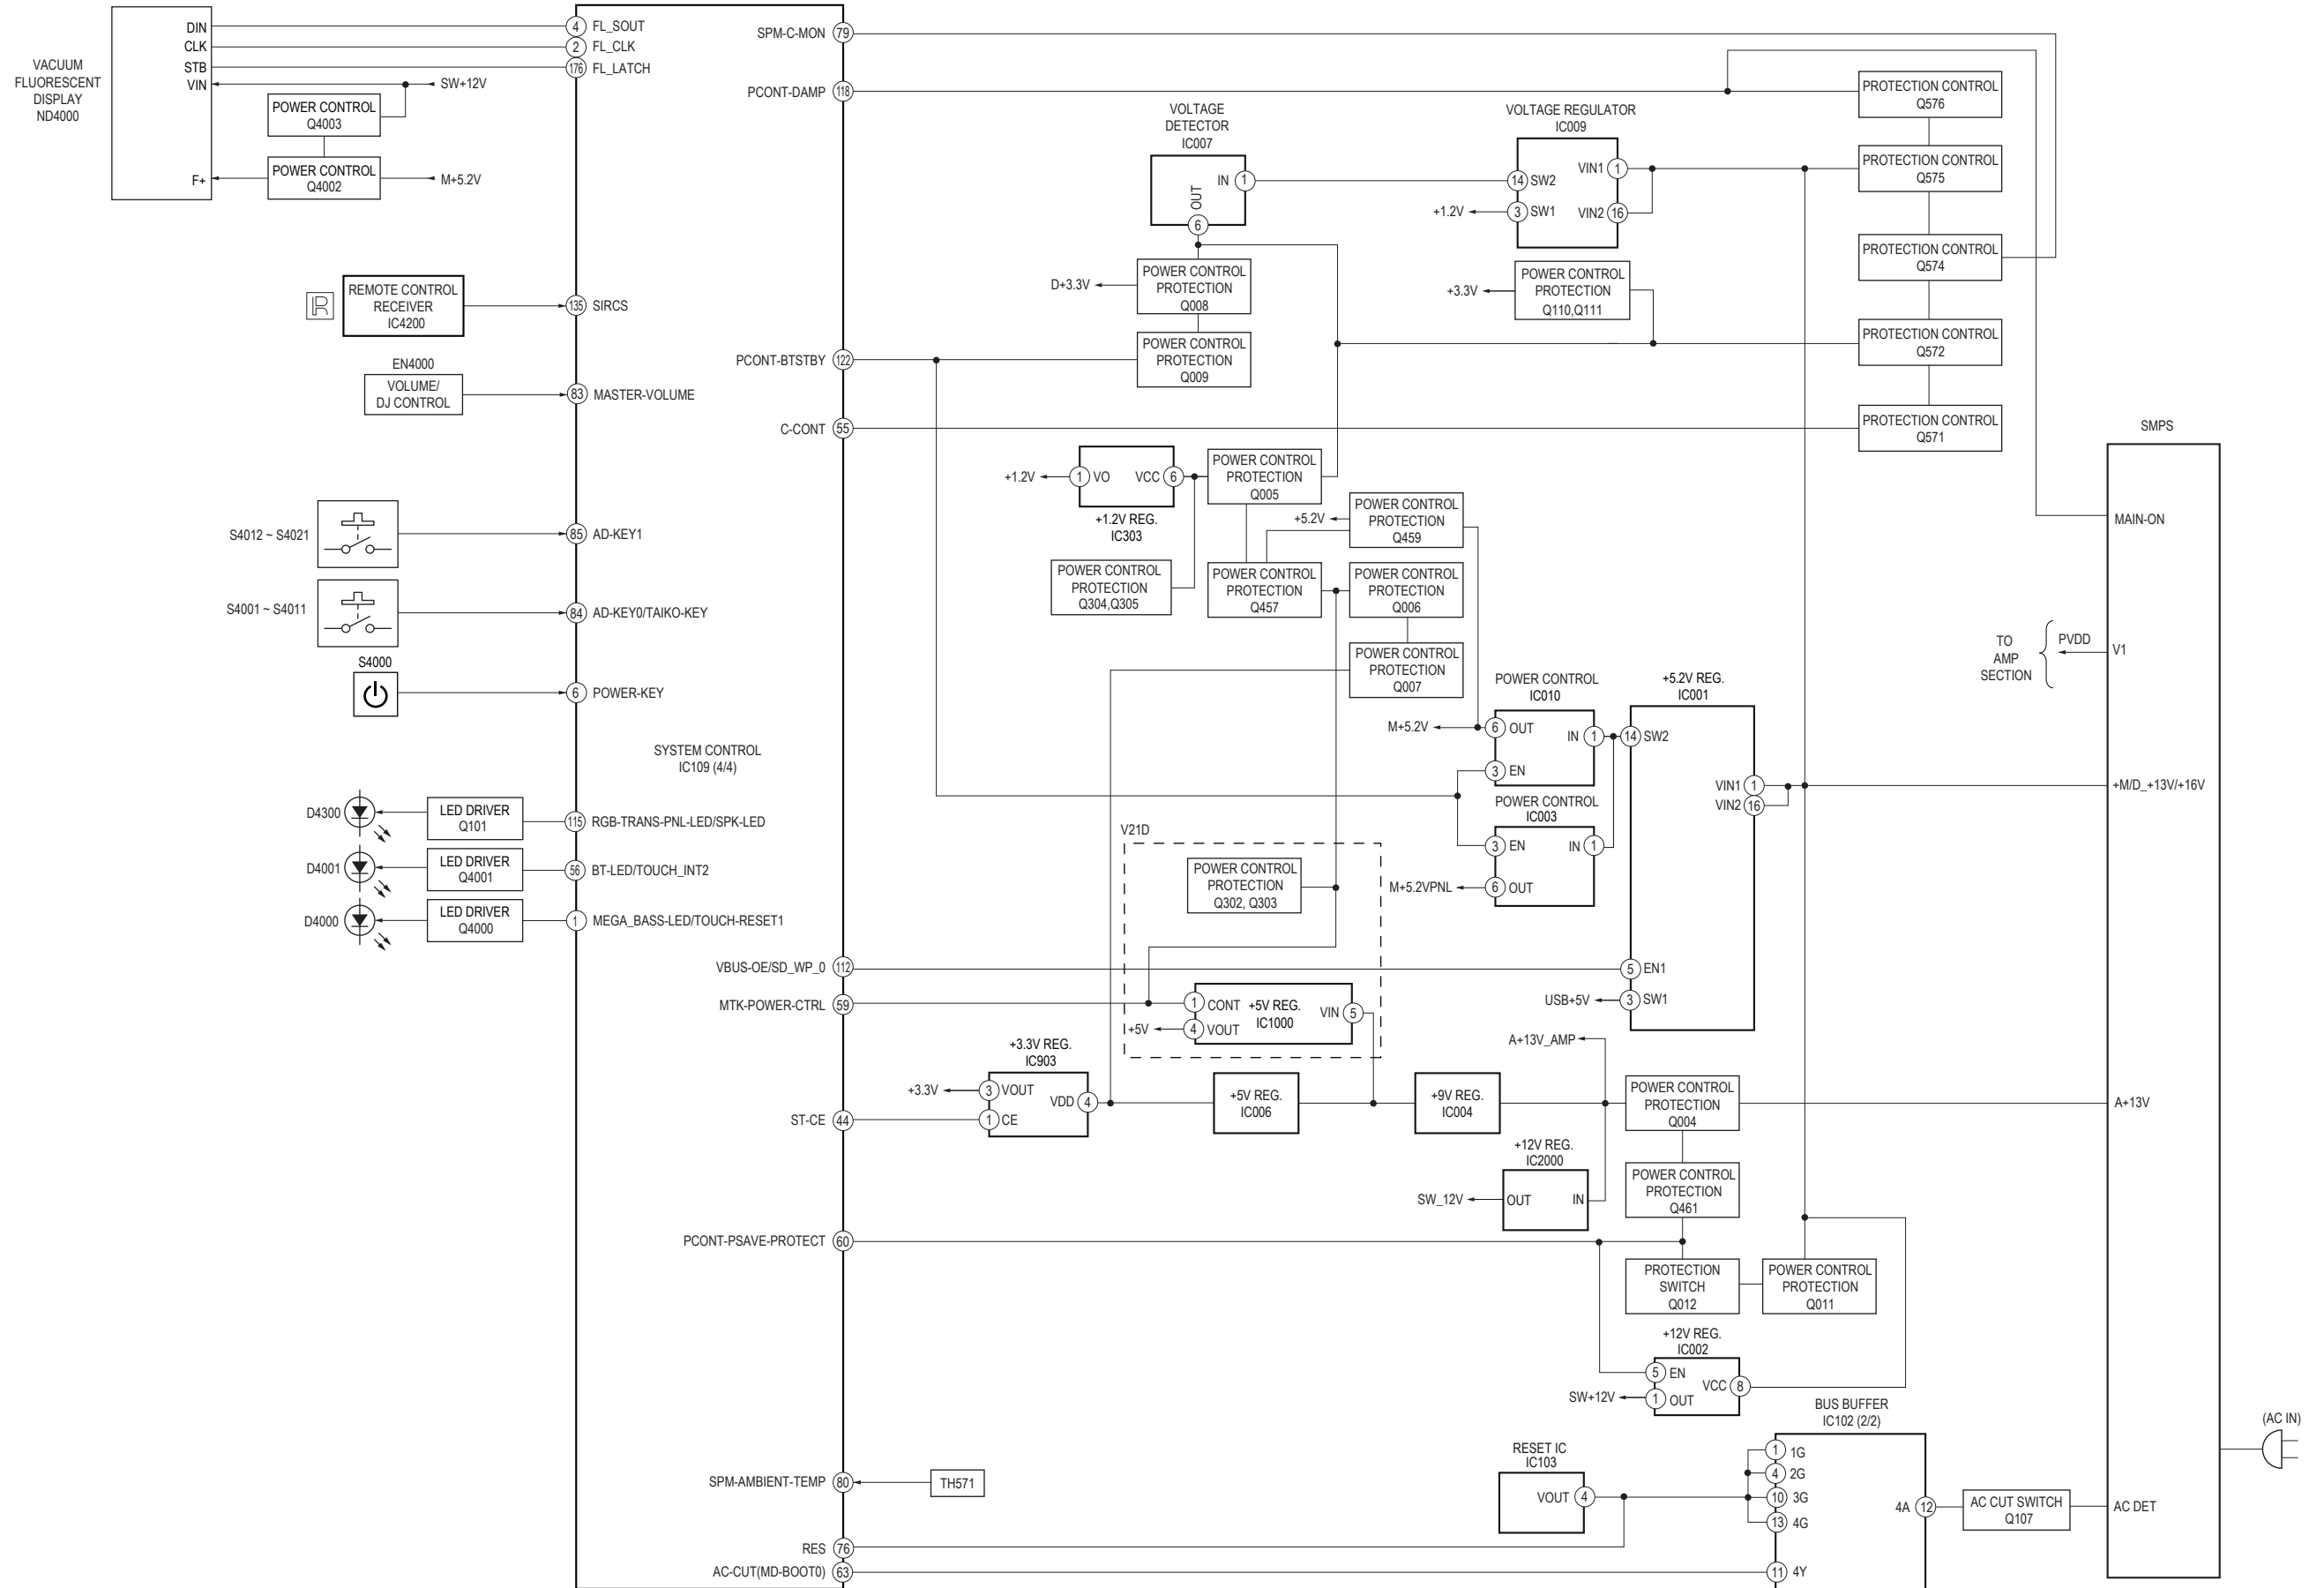 VACUUM
FLUORESCENT
DISPLAY
ND4000
DIN
CLK
STB
VIN
F+
SW+12V
POWER CONTROL
Q4003
POWER CONTROL
Q4002
M+5.2V
4 FL_SOUT
2 FL_CLK
176 FL_LATCH
REMOTE CONTROL
RECEIVER
IC4200
135 SIRCS
EN4000
VOLUME/
DJ CONTROL
83 MASTER-VOLUME
S4012 ~ S4021
85 AD-KEY1
S4001 ~ S4011
84 AD-KEY0/TAIKO-KEY
S4000
6 POWER-KEY
SYSTEM CONTROL
IC109 (4/4)
D4300
LED DRIVER
Q101
115 RGB-TRANS-PNL-LED/SPK-LED
D4001
LED DRIVER
Q4001
56 BT-LED/TOUCH_INT2
D4000
LED DRIVER
Q4000
1 MEGA_BASS-LED/TOUCH-RESET1
SPM-C-MON 79
PCONT-DAMP 118
PCONT-BTSTBY 122
C-CONT 55
VBUS-OE/SD_WP_0 112
MTK-POWER-CTRL 59
ST-CE 44
PCONT-PSAVE-PROTECT 60
SPM-AMBIENT-TEMP 80
TH571
RES 76
AC-CUT(MD-BOOT0) 63
VOLTAGE
DETECTOR
IC007
IN 1
OUT
6
VOLTAGE REGULATOR
IC009
14 SW2
VIN1 1
+1.2V
3 SW1
VIN2 16
D+3.3V
POWER CONTROL
PROTECTION
Q008
POWER CONTROL
PROTECTION
Q009
+3.3V
POWER CONTROL
PROTECTION
Q110,Q111
PROTECTION CONTROL
Q576
PROTECTION CONTROL
Q575
PROTECTION CONTROL
Q574
PROTECTION CONTROL
Q572
PROTECTION CONTROL
Q571
+1.2V
1 VO
VCC 6
+1.2V REG.
IC303
POWER CONTROL
PROTECTION
Q005
+5.2V
POWER CONTROL
PROTECTION
Q459
POWER CONTROL
PROTECTION
Q304,Q305
POWER CONTROL
PROTECTION
Q457
POWER CONTROL
PROTECTION
Q006
POWER CONTROL
PROTECTION
Q007
POWER CONTROL
IC010
M+5.2V
6 OUT
IN 1
3 EN
POWER CONTROL
IC003
3 EN
IN 1
M+5.2VPNL
6 OUT
+5.2V REG.
IC001
14 SW2
VIN1 1
VIN2 16
5 EN1
USB+5V
3 SW1
V21D
POWER CONTROL
PROTECTION
Q302, Q303
1 CONT
+5V REG.
IC1000
VIN 5
+5V
4 VOUT
+3.3V REG.
IC903
+3.3V
3 VOUT
VDD 4
1 CE
+5V REG.
IC006
+9V REG.
IC004
A+13V_AMP
POWER CONTROL
PROTECTION
Q004
+12V REG.
IC2000
SW_12V
OUT
IN
POWER CONTROL
PROTECTION
Q461
PROTECTION
SWITCH
Q012
POWER CONTROL
PROTECTION
Q011
+12V REG.
IC002
5 EN
VCC 8
SW+12V
1 OUT
RESET IC
IC103
VOUT 4
BUS BUFFER
IC102 (2/2)
1 1G
4 2G
10 3G
13 4G
4A 12
11 4Y
AC CUT SWITCH
Q107
SMPS
MAIN-ON
TO
AMP
SECTION
PVDD
V1
+M/D_+13V/+16V
A+13V
AC DET
(AC IN)